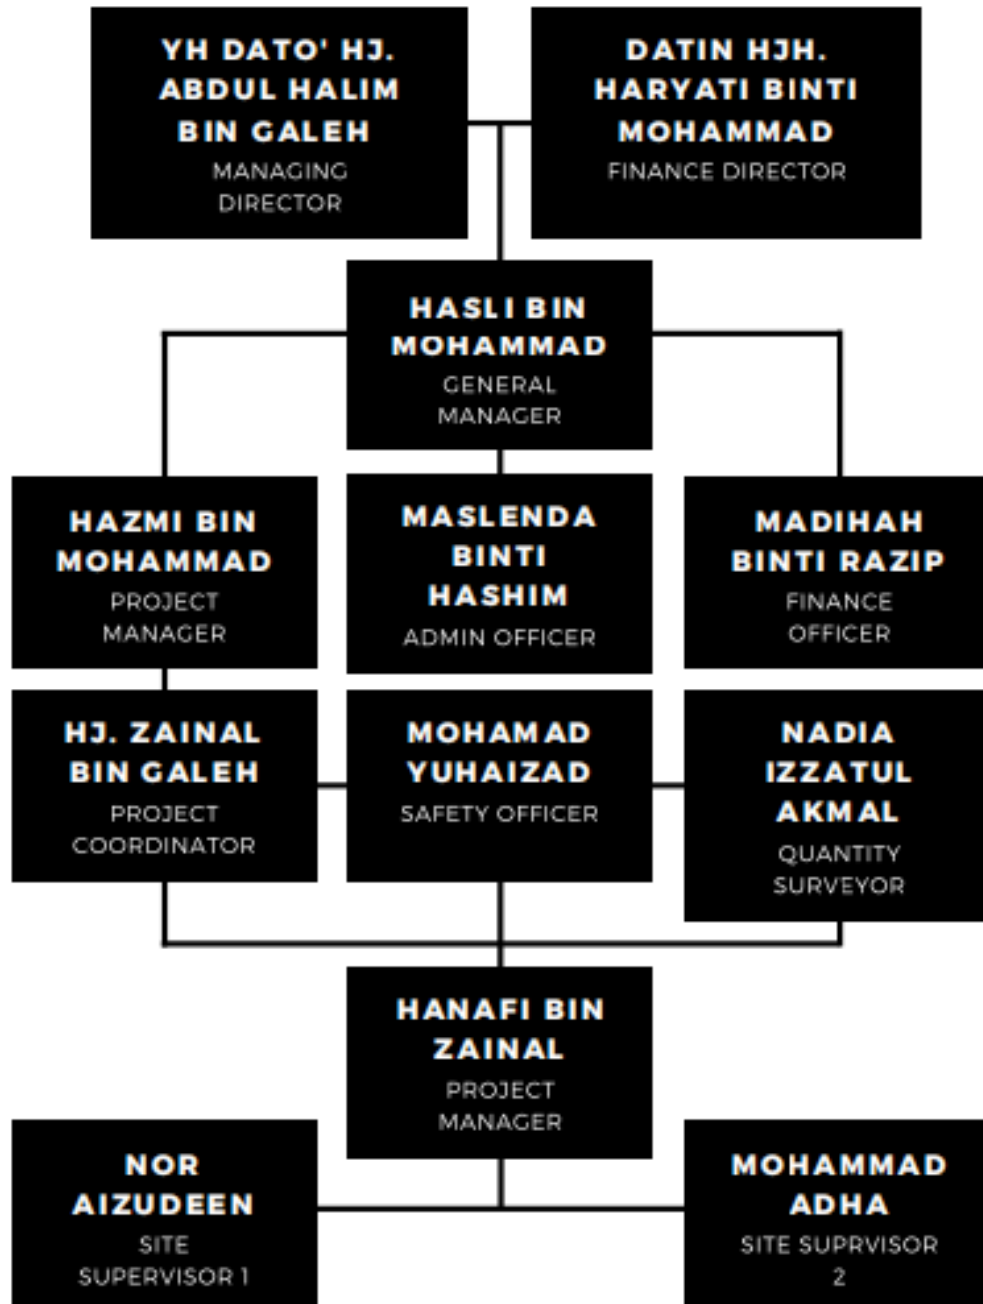 YH DATO' HJ.
ABDUL HALIM
BIN GALEH
MANAGING
DIRECTOR
DATIN HJH.
HARYATI BINTI
MOHAMMAD
FINANCE DIRECTOR
HASLI BIN
MOHAMMAD
GENERAL
MANAGER
HAZMI BIN
MOHAMMAD
PROJECT
MANAGER
MASLENDA
BINTI
HASHIM
ADMIN OFFICER
MADIHAH
BINTI RAZIP
FINANCE
OFFICER
HJ. ZAINAL
BIN GALEH
PROJECT
COORDINATOR
MOHAMAD
YUHAIZAD
SAFETY OFFICER
NADIA
IZZATUL
AKMAL
QUANTITY
SURVEYOR
HANAFI BIN
ZAINAL
PROJECT
MANAGER
NOR
AIZUDEEN
SITE
SUPERVISOR 1
MOHAMMAD
ADHA
SITE SUPRVISOR
2